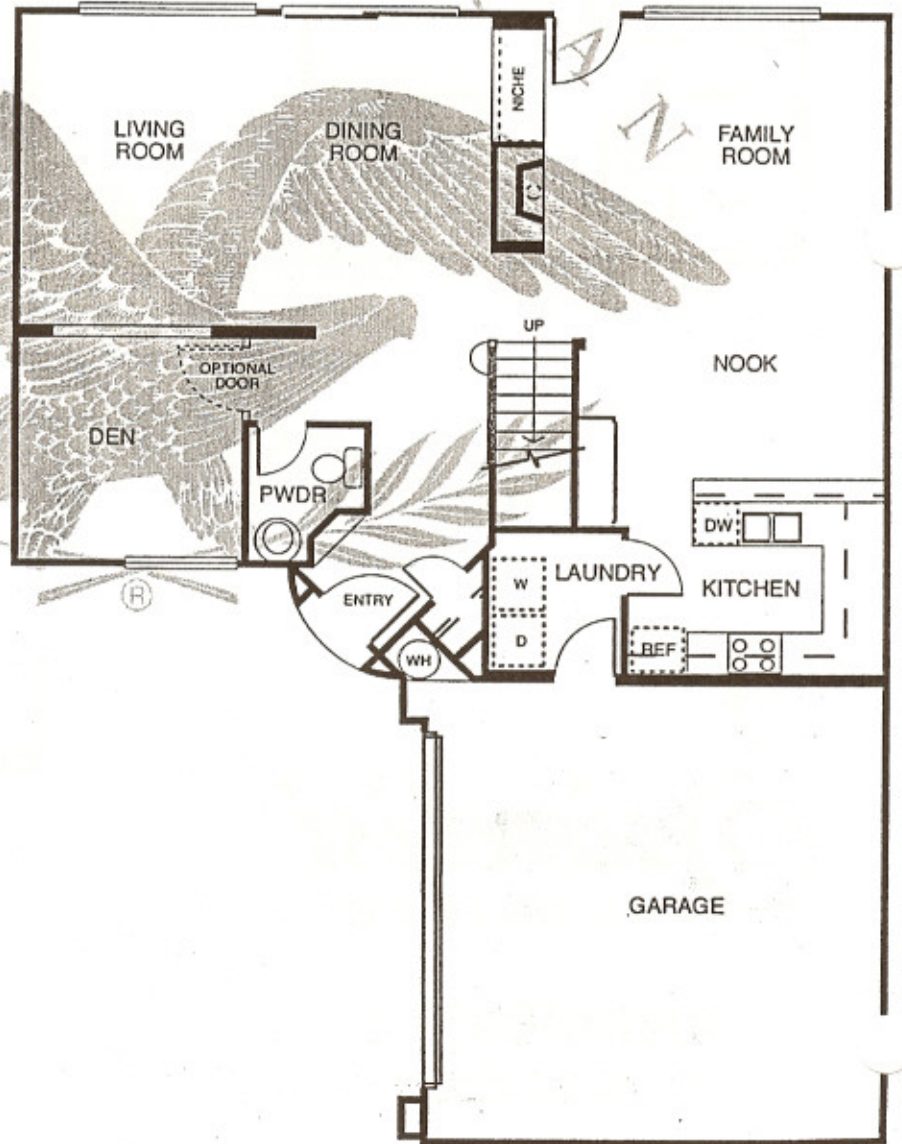 A
N
NICHE
LIVING
ROOM
DINING
ROOM
FAMILY
ROOM
UP
OPTIONAL
DOOR
NOOK
DEN
PWDR
DW
W
LAUNDRY
KITCHEN
ENTRY
D
REF
WH
R
GARAGE